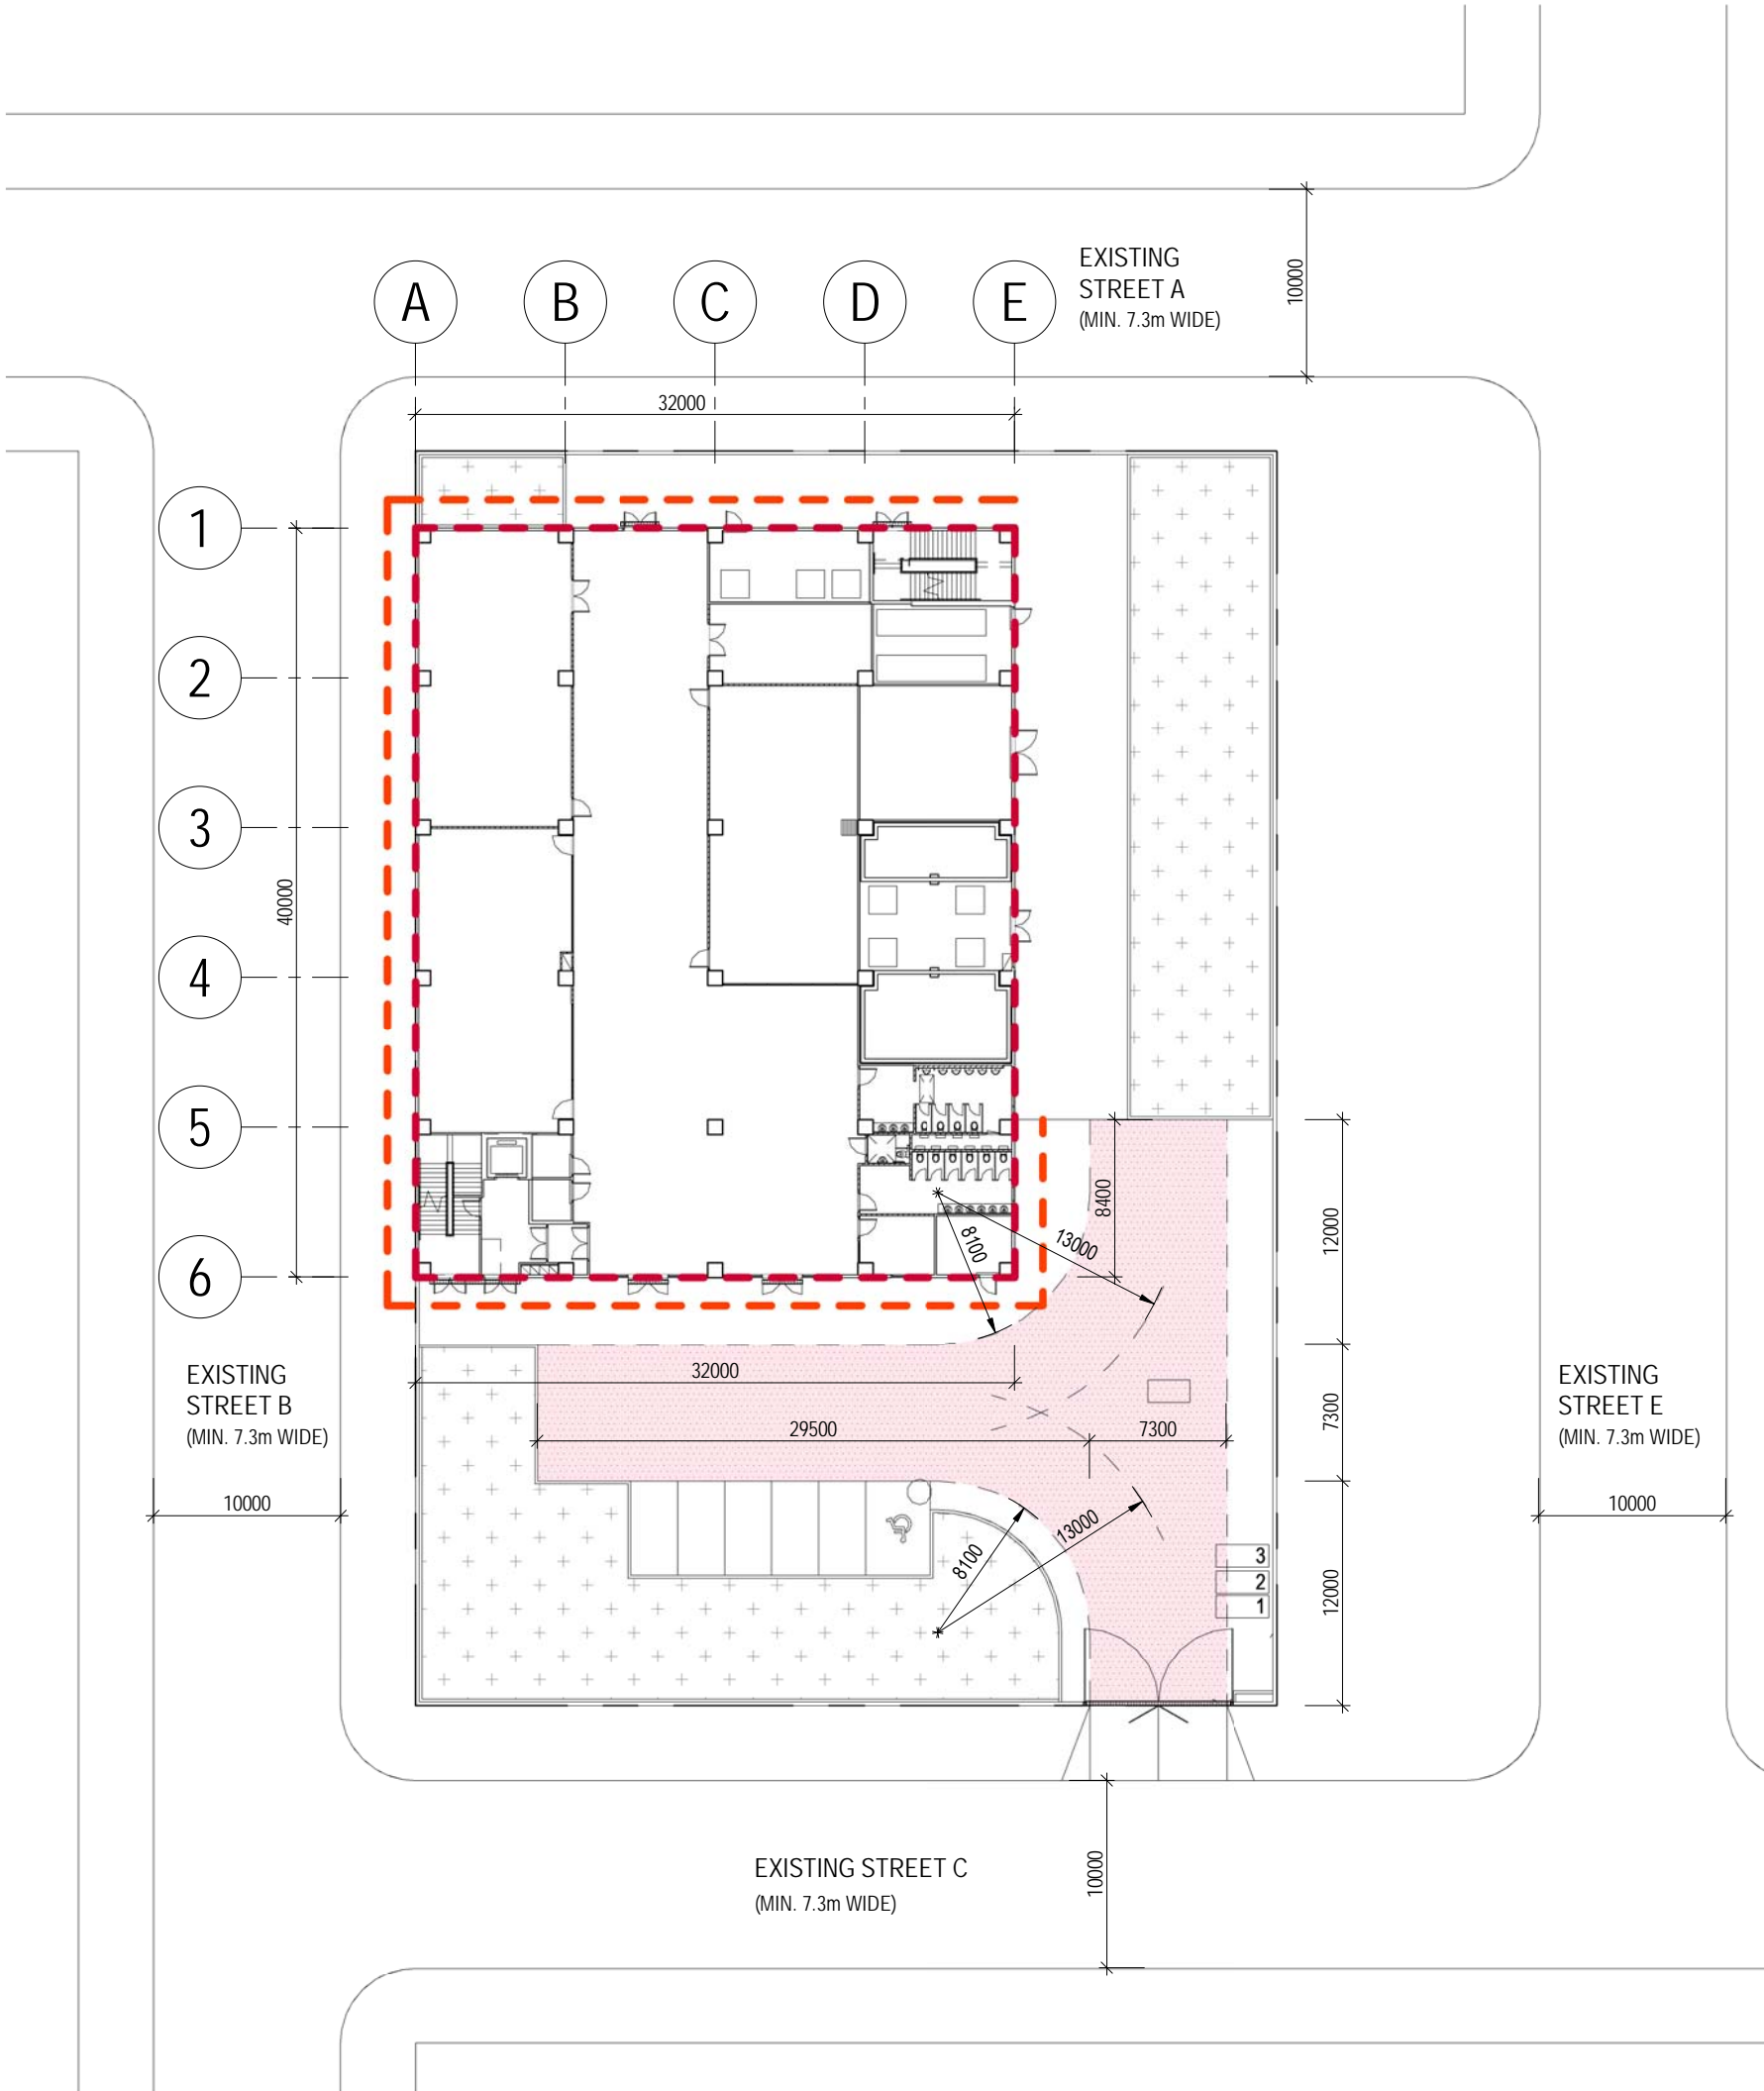 EXISTING
STREET A
(MIN. 7.3m WIDE)
10000
A
B
C
D
E
32000
1
2
3
40000
4
5
6
8400
12000
8100
13000
EXISTING
STREET B
(MIN. 7.3m WIDE)
32000
29500
7300
7300
EXISTING
STREET E
(MIN. 7.3m WIDE)
10000
10000
8100
13000
3
2
1
12000
EXISTING STREET C
(MIN. 7.3m WIDE)
10000